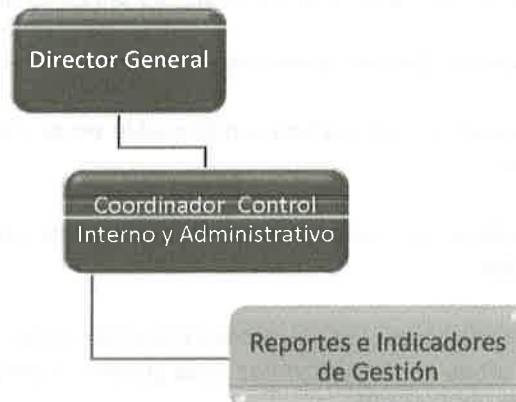 Director General
Coordinador Control
Interno y Administrativo
Reportes e Indicadores
de Gestión